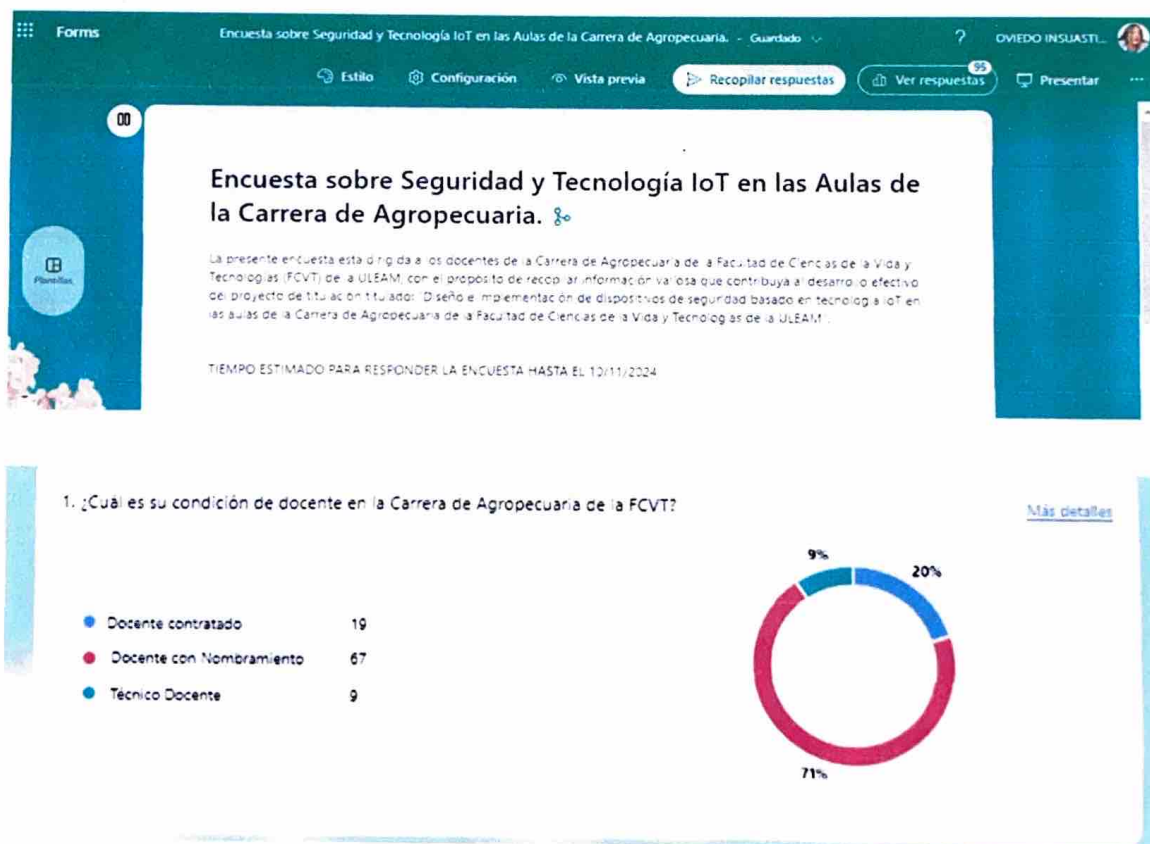 Forms
Encuesta sobre Seguridad y Tecnología IoT en las Aulas de la Carrera de Agropecuaria. - Guardado
?
OVIEDO INSUASTI...
Estilo
Configuración
Vista previa
Recopilar respuestas
Ver respuestas
95
Presentar
...
Encuesta sobre Seguridad y Tecnología IoT en las Aulas de
la Carrera de Agropecuaria.
Plantillas
La presente encuesta está dirigida a los docentes de la Carrera de Agropecuaria de la Facultad de Ciencias de la Vida y
Tecnologías (FCVT) de la ULEAM, con el propósito de recopilar información valiosa que contribuya al desarrollo efectivo
del proyecto de titulación titulado: "Diseño e implementación de dispositivos de seguridad basado en tecnología IoT en
las aulas de la Carrera de Agropecuaria de la Facultad de Ciencias de la Vida y Tecnologías de la ULEAM".
TIEMPO ESTIMADO PARA RESPONDER LA ENCUESTA HASTA EL 10/11/2024
1. ¿Cuál es su condición de docente en la Carrera de Agropecuaria de la FCVT?
Más detalles
Docente contratado 19
Docente con Nombramiento 67
Técnico Docente 9
9%
20%
71%